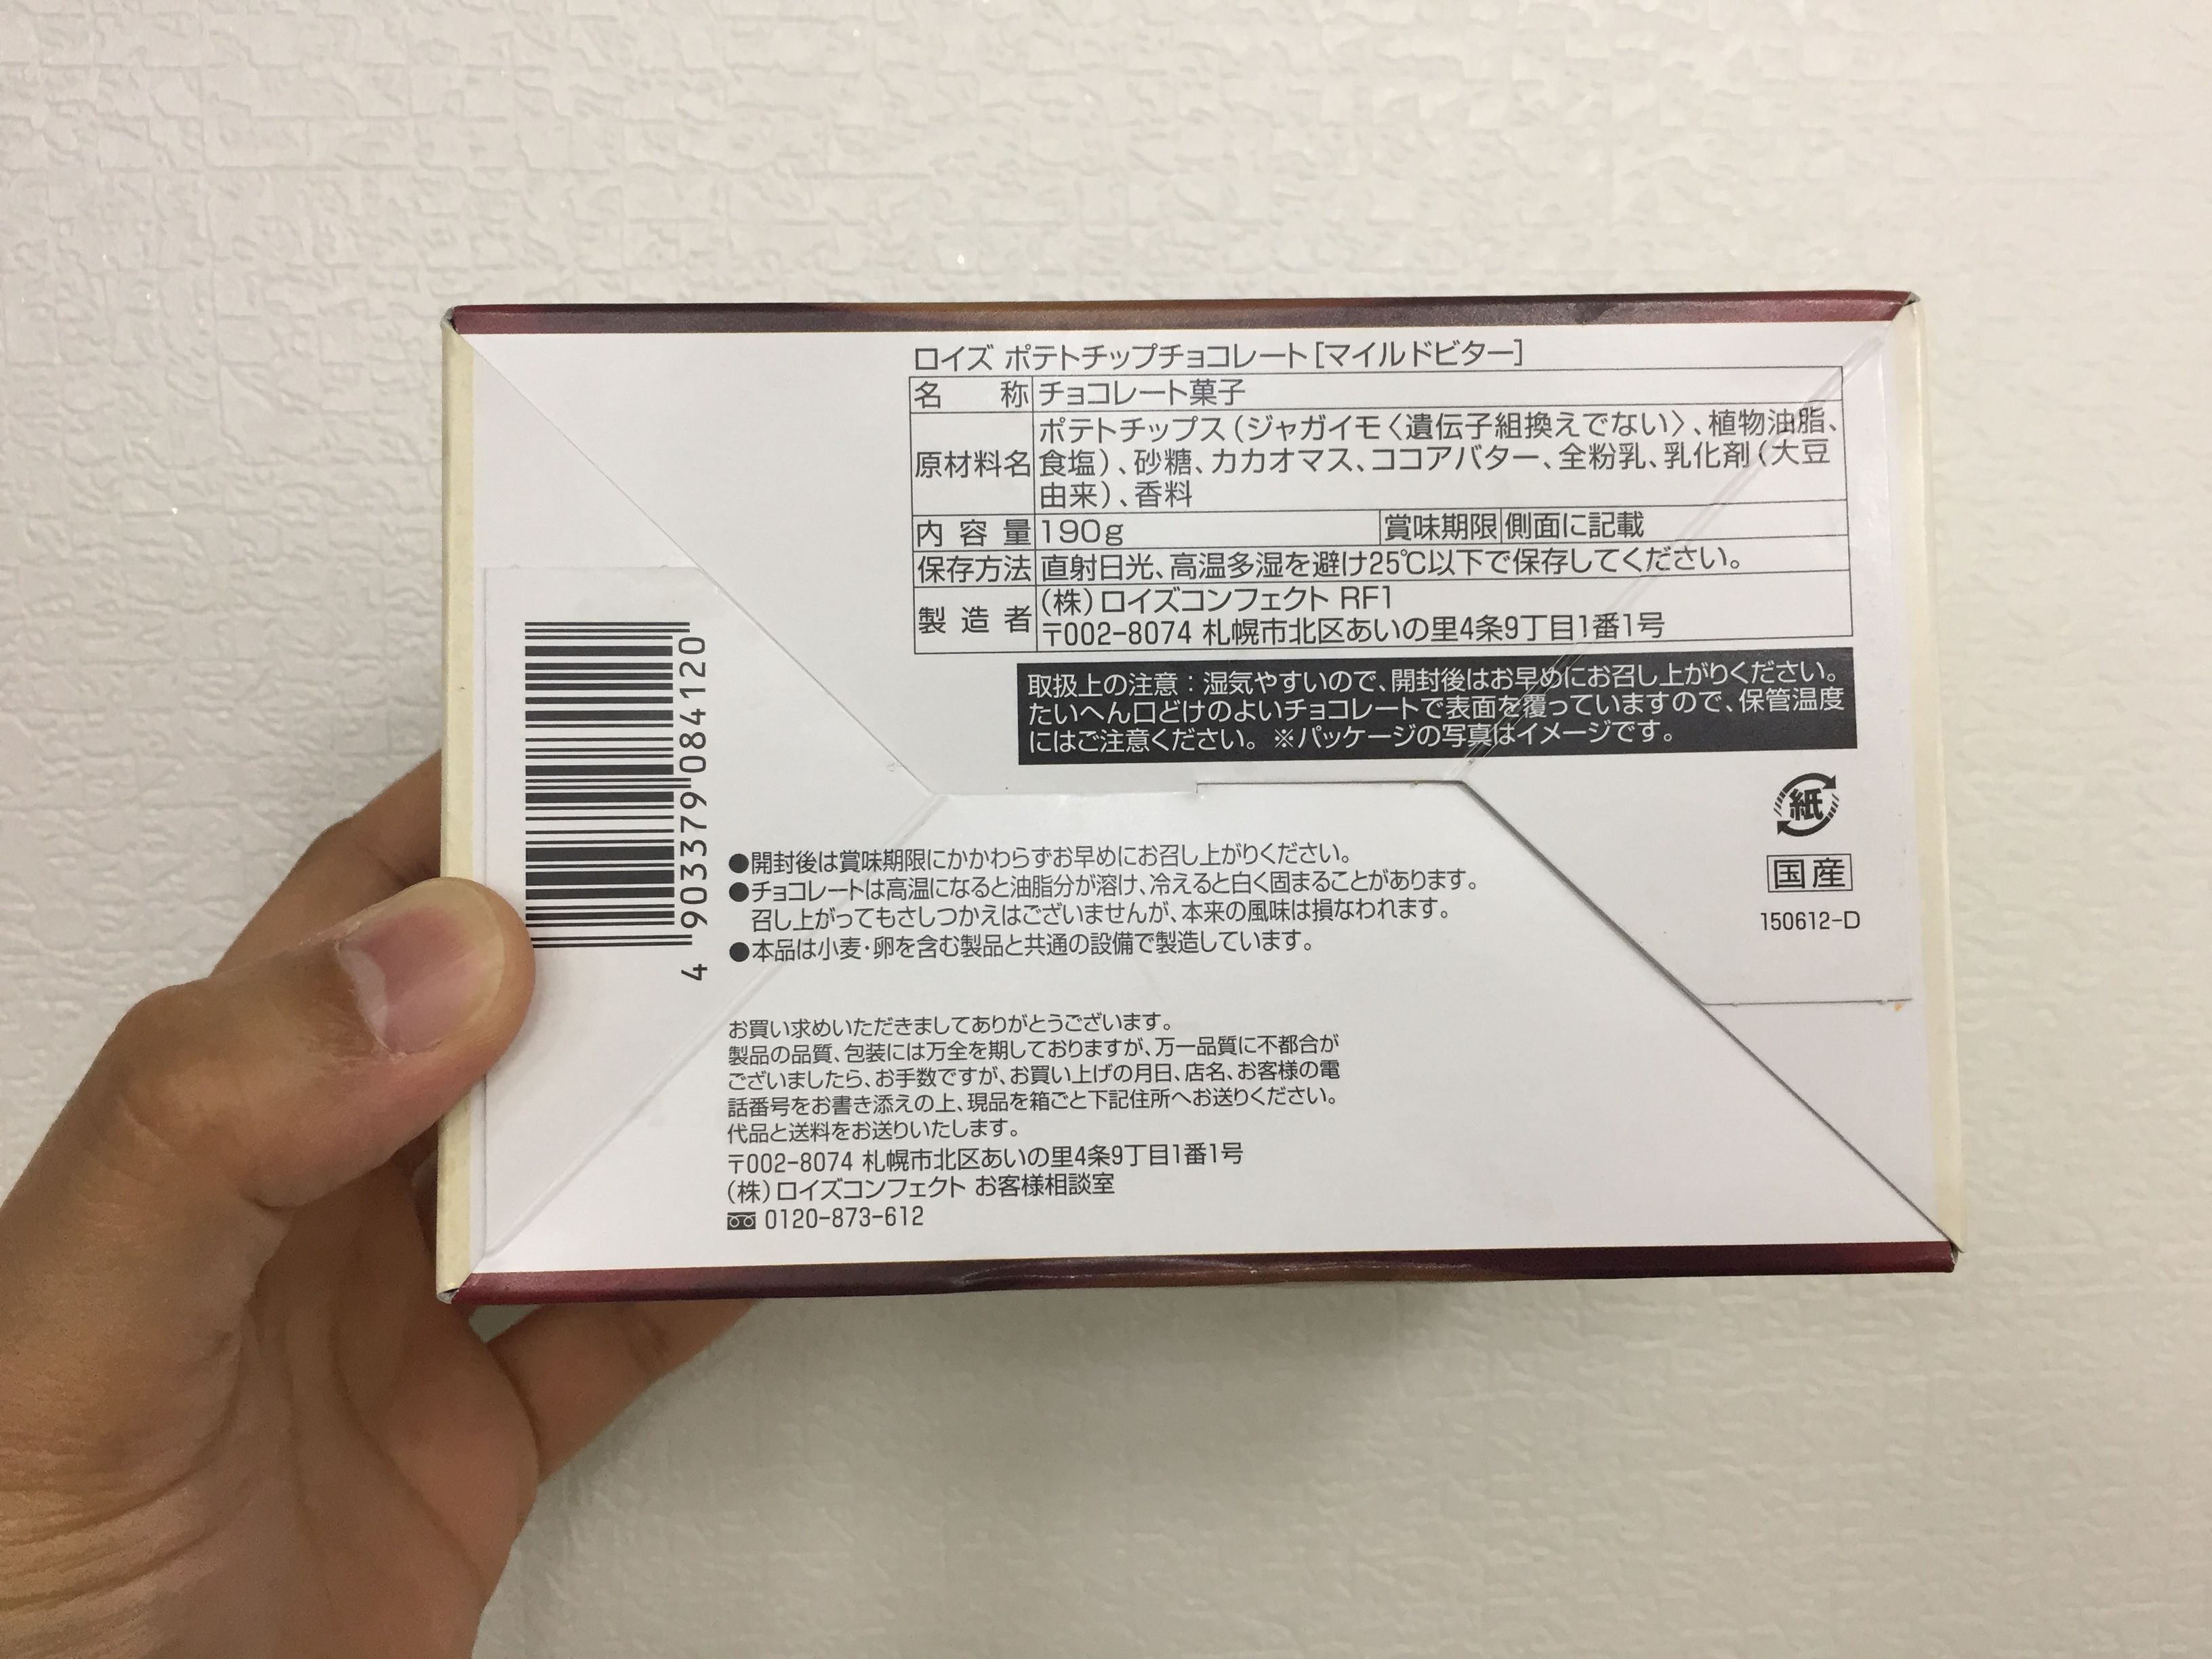 ロイズ ポテトチップチョコレート[マイルドビター]
名 称 チョコレート菓子
原材料名 ポテトチップス(ジャガイモ〈遺伝子組換えでない〉、植物油脂、
食塩)、砂糖、カカオマス、ココアバター、全粉乳、乳化剤(大豆
由来)、香料
内容量 190g 賞味期限 側面に記載
保存方法 直射日光、高温多湿を避け25℃以下で保存してください。
製造者 (株)ロイズコンフェクト RF1
〒002-8074 札幌市北区あいの里4条9丁目1番1号
取扱上の注意:湿気やすいので、開封後はお早めにお召し上がりください。
たいへん口どけのよいチョコレートで表面を覆っていますので、保管温度
にはご注意ください。※パッケージの写真はイメージです。
紙
国産
150612-D
4 903379 084120
●開封後は賞味期限にかかわらずお早めにお召し上がりください。
●チョコレートは高温になると油脂分が溶け、冷えると白く固まることがあります。
召し上がってもさしつかえはございませんが、本来の風味は損なわれます。
●本品は小麦・卵を含む製品と共通の設備で製造しています。
お買い求めいただきましてありがとうございます。
製品の品質、包装には万全を期しておりますが、万一品質に不都合が
ございましたら、お手数ですが、お買い上げの月日、店名、お客様の電
話番号をお書き添えの上、現品を箱ごと下記住所へお送りください。
代品と送料をお送りいたします。
〒002-8074 札幌市北区あいの里4条9丁目1番1号
(株)ロイズコンフェクト お客様相談室
0120-873-612